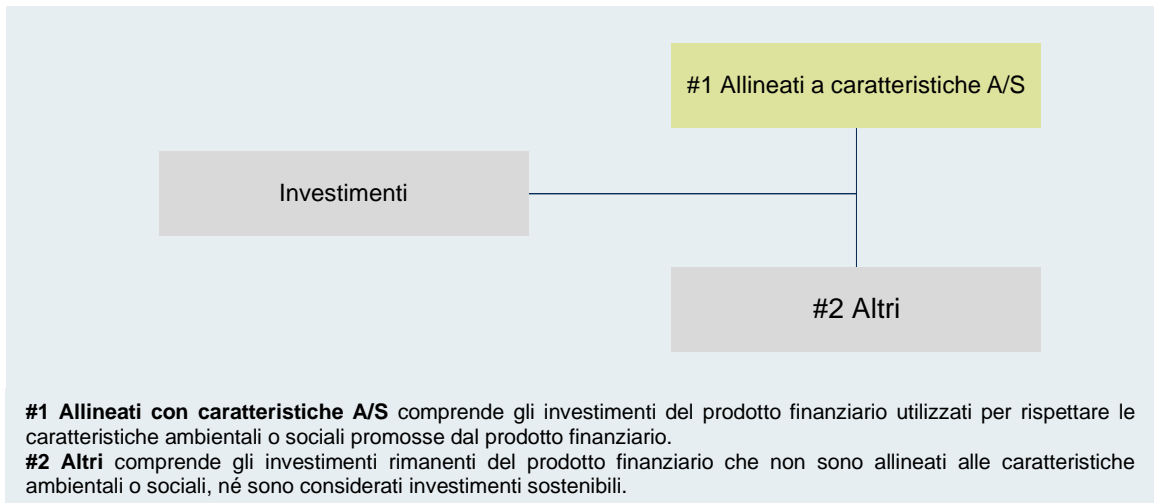 #1 Allineati a caratteristiche A/S
Investimenti
#2 Altri
#1 Allineati con caratteristiche A/S comprende gli investimenti del prodotto finanziario utilizzati per rispettare le
caratteristiche ambientali o sociali promosse dal prodotto finanziario.
#2 Altri comprende gli investimenti rimanenti del prodotto finanziario che non sono allineati alle caratteristiche
ambientali o sociali, né sono considerati investimenti sostenibili.